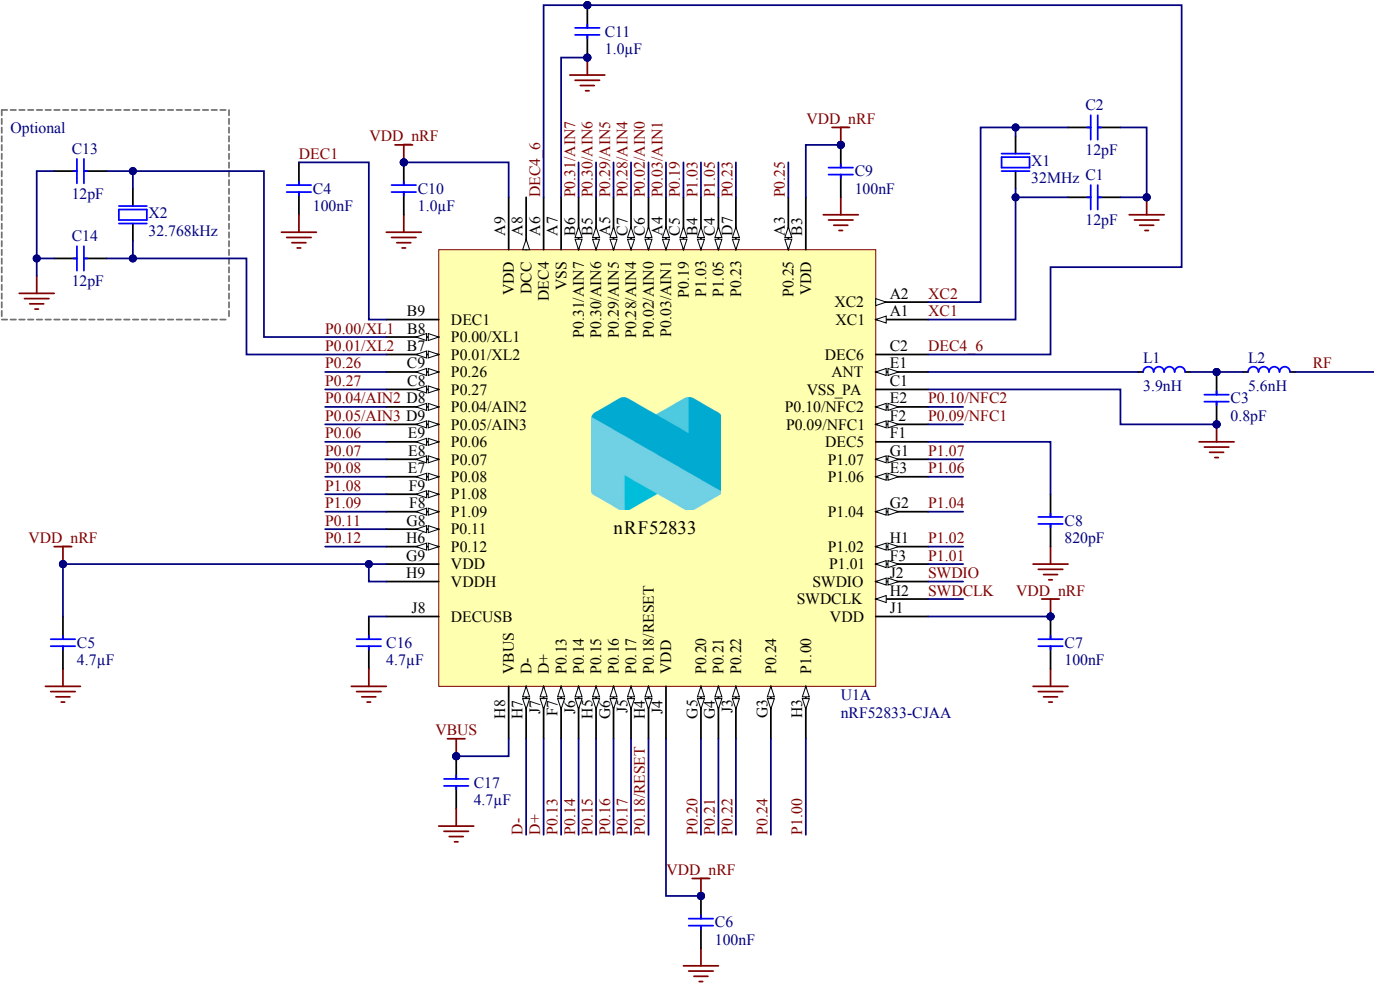 C11
1.0µF
DEC4_6
Optional
C13
12pF
X2
32.768kHz
C14
12pF
DEC1
C4
100nF
VDD_nRF
C10
1.0µF
P0.31/AIN7
P0.30/AIN6
P0.29/AIN5
P0.28/AIN4
P0.02/AIN0
P0.03/AIN1
P0.19
P1.03
P1.05
P0.23
P0.25
VDD_nRF
C9
100nF
C2
12pF
X1
32MHz
C1
12pF
A9
A8
A6
A7
B6
B5
A5
C7
C6
A4
C5
B4
C4
D7
A3
B3
VDD
DCC
DEC4
VSS
P0.31/AIN7
P0.30/AIN6
P0.29/AIN5
P0.28/AIN4
P0.02/AIN0
P0.03/AIN1
P0.19
P1.03
P1.05
P0.23
P0.25
VDD
B9 DEC1
P0.00/XL1 B8 P0.00/XL1
P0.01/XL2 B7 P0.01/XL2
P0.26 C9 P0.26
P0.27 C8 P0.27
P0.04/AIN2 D8 P0.04/AIN2
P0.05/AIN3 D9 P0.05/AIN3
P0.06 E9 P0.06
P0.07 E8 P0.07
P0.08 E7 P0.08
P1.08 F9 P1.08
P1.09 F8 P1.09
P0.11 G8 P0.11
P0.12 H6 P0.12
G9 VDD
H9 VDDH
J8 DECUSB
VDD_nRF
C5
4.7µF
C16
4.7µF
nRF52833
XC2 A2 XC2
XC1 A1 XC1
DEC6 C2 DEC4_6
ANT E1
VSS_PA C1
P0.10/NFC2 E2 P0.10/NFC2
P0.09/NFC1 F2 P0.09/NFC1
DEC5 F1
P1.07 G1 P1.07
P1.06 E3 P1.06
P1.04 G2 P1.04
P1.02 H1 P1.02
P1.01 F3 P1.01
SWDIO J2 SWDIO
SWDCLK H2 SWDCLK
VDD J1
L1
3.9nH
L2
5.6nH
RF
C3
0.8pF
C8
820pF
VDD_nRF
C7
100nF
VBUS
D-
D+
P0.13
P0.14
P0.15
P0.16
P0.17
P0.18/RESET
VDD
P0.20
P0.21
P0.22
P0.24
P1.00
U1A
nRF52833-CJAA
H8
H7
J7
F7
J6
H5
G6
J5
H4
J4
G5
G4
J3
G3
H3
VBUS
C17
4.7µF
D-
D+
P0.13
P0.14
P0.15
P0.16
P0.17
P0.18/RESET
P0.20
P0.21
P0.22
P0.24
P1.00
VDD_nRF
C6
100nF